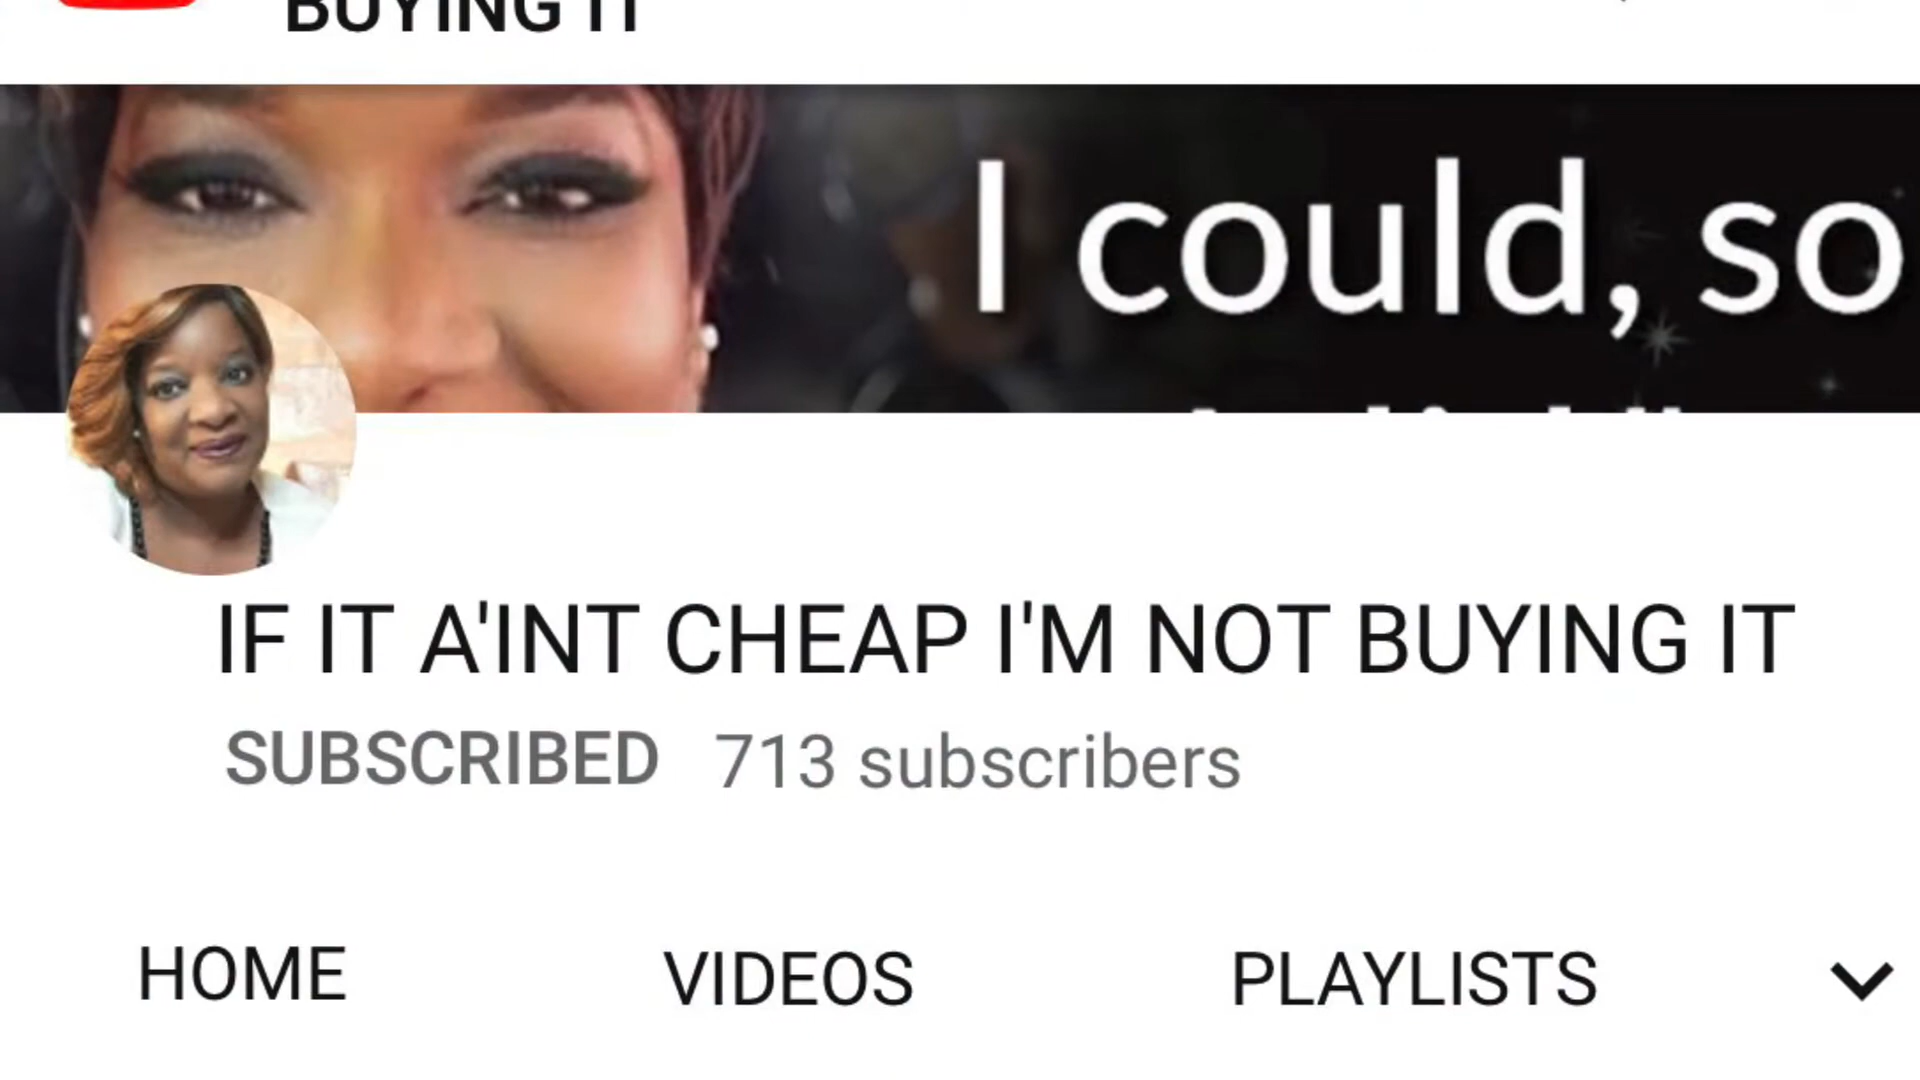 BUYING IT
I could, so
IF IT A'INT CHEAP I'M NOT BUYING IT
SUBSCRIBED 713 subscribers
HOME VIDEOS PLAYLISTS